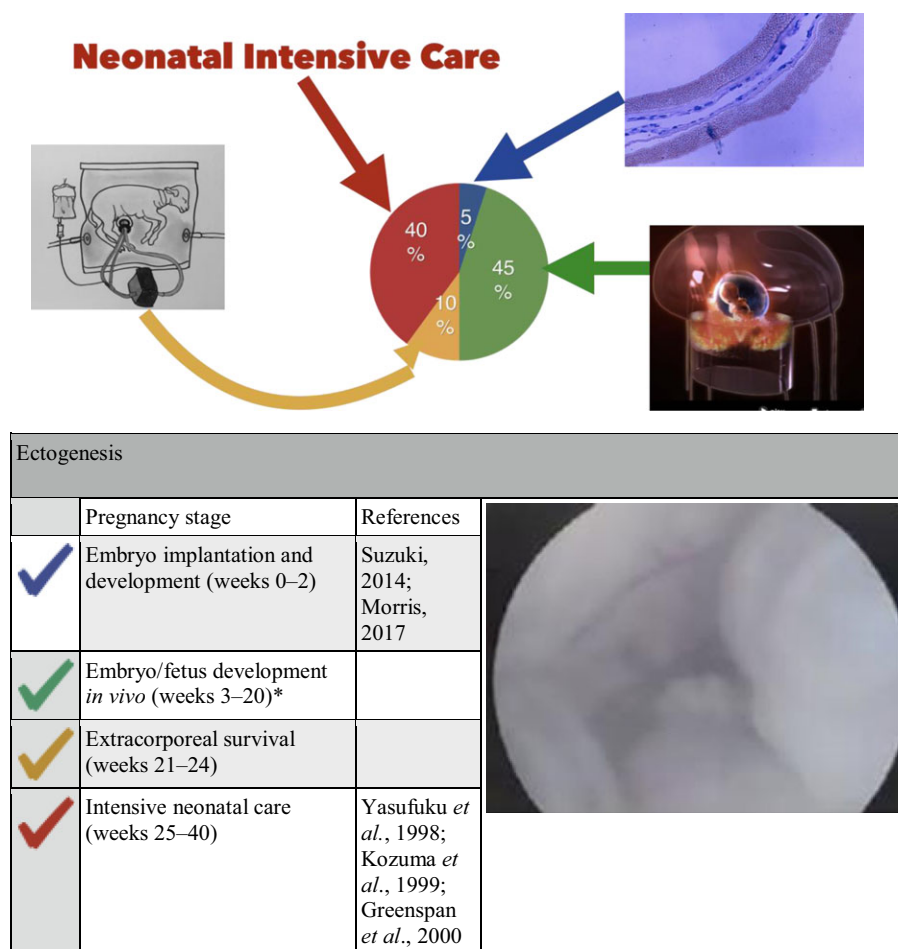 Neonatal Intensive Care
40
%
5
%
45
%
10
%
Ectogenesis
Pregnancy stage
References
Embryo implantation and
development (weeks 0–2)
Suzuki,
2014;
Morris,
2017
Embryo/fetus development
in vivo (weeks 3–20)*
Extracorporeal survival
(weeks 21–24)
Intensive neonatal care
(weeks 25–40)
Yasufuku et
al., 1998;
Kozuma et
al., 1999;
Greenspan
et al., 2000